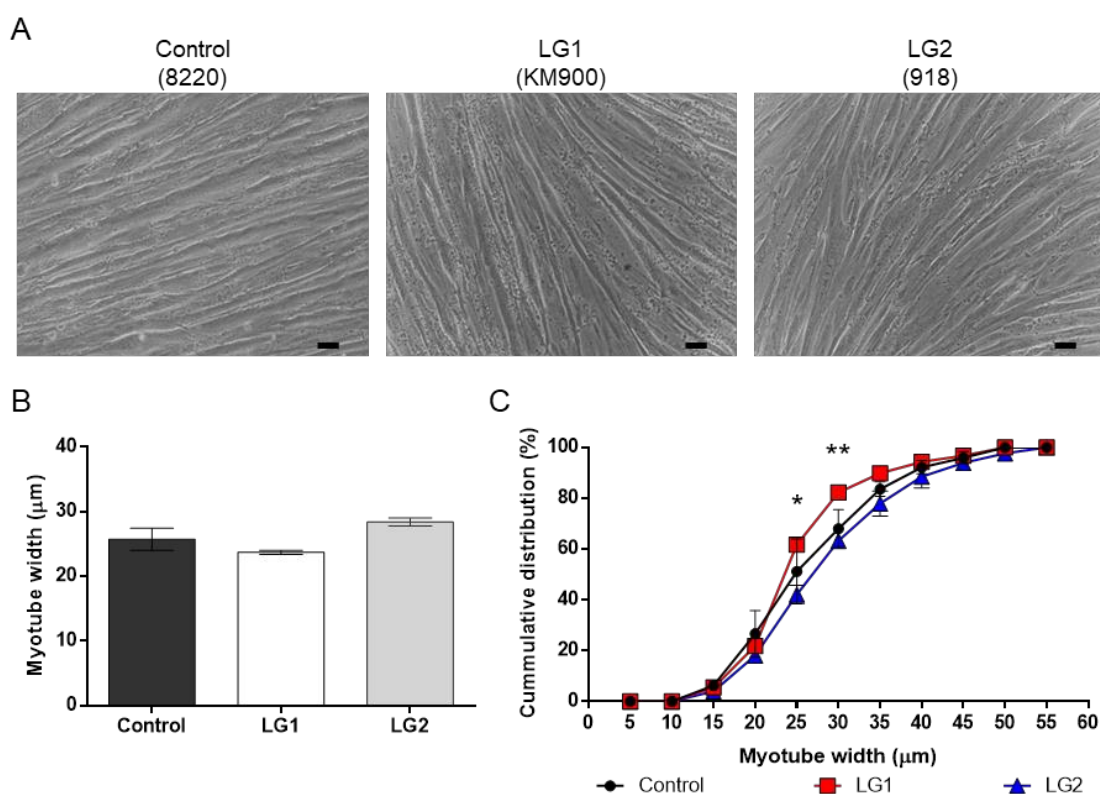 A
Control
(8220)
LG1
(KM900)
LG2
(918)
B
Myotube width (μm)
40
30
20
10
0
Control LG1 LG2
C
Cummulative distribution (%)
100
80
60
40
20
0
* **
0 5 10 15 20 25 30 35 40 45 50 55 60
Myotube width (μm)
Control LG1 LG2